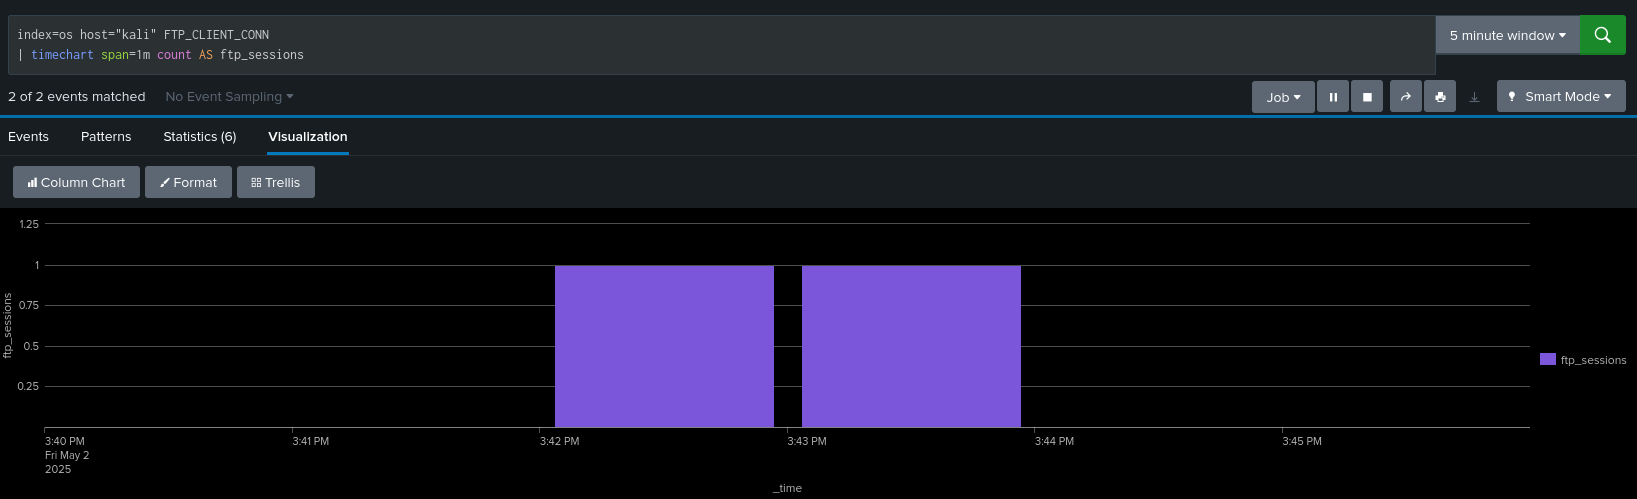 index=os host="kali" FTP_CLIENT_CONN
| timechart span=1m count AS ftp_sessions
5 minute window
2 of 2 events matched
No Event Sampling
Job
Smart Mode
Events
Patterns
Statistics (6)
Visualization
Column Chart
Format
Trellis
1.25
1
0.75
0.5
0.25
ftp_sessions
ftp_sessions
3:40 PM
Fri May 2
2025
3:41 PM
3:42 PM
3:43 PM
3:44 PM
3:45 PM
_time